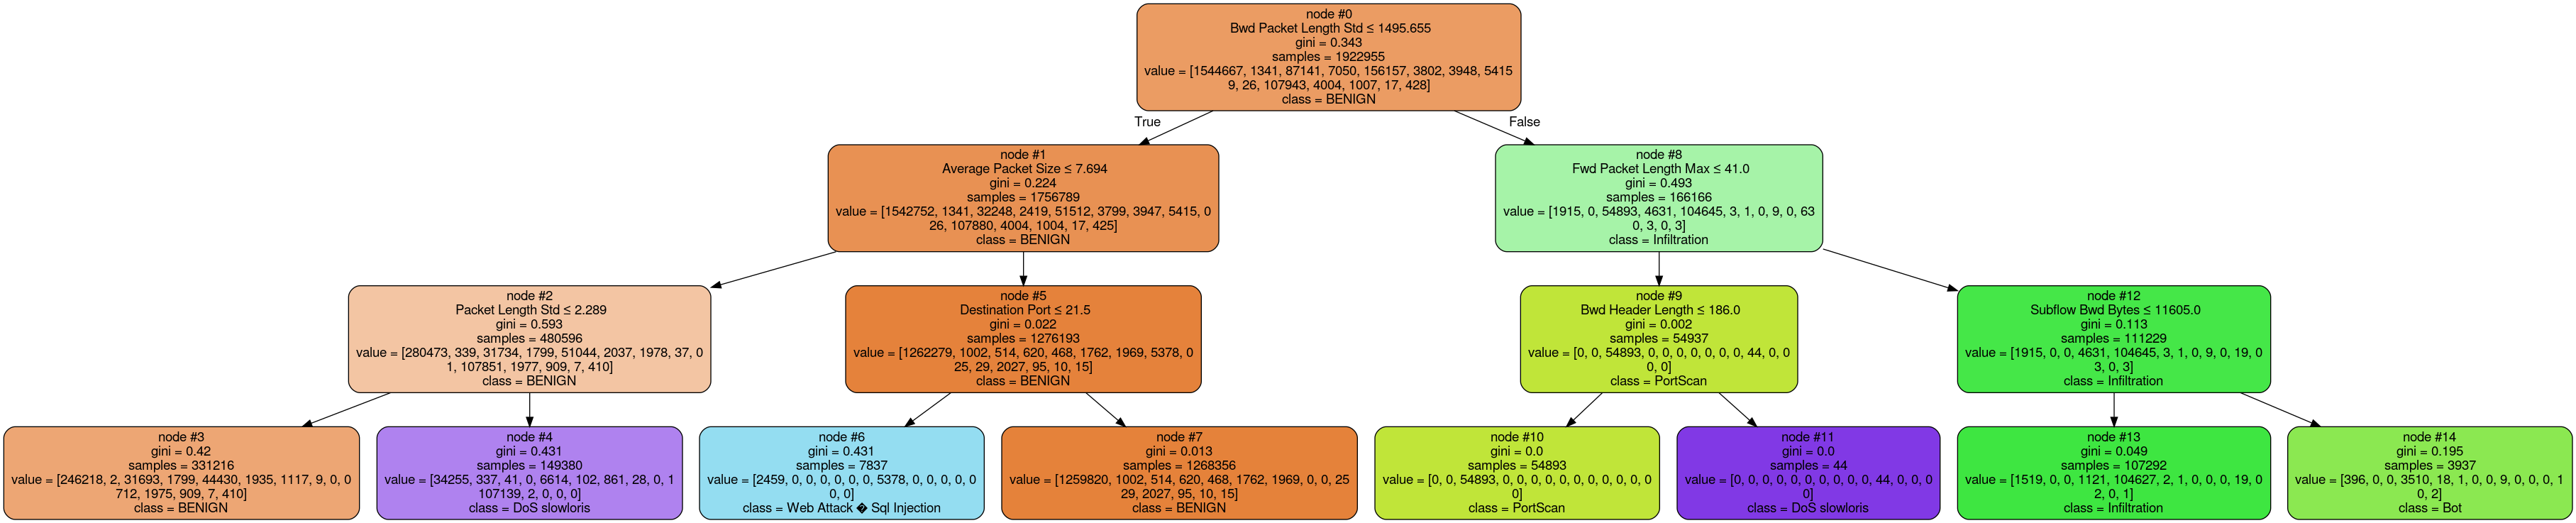 node #0
Bwd Packet Length Std ≤ 1495.655
gini = 0.343
samples = 1922955
value = [1544667, 1341, 87141, 7050, 156157, 3802, 3948, 5415
9, 26, 107943, 4004, 1007, 17, 428]
class = BENIGN
True
False
node #1
Average Packet Size ≤ 7.694
gini = 0.224
samples = 1756789
value = [1542752, 1341, 32248, 2419, 51512, 3799, 3947, 5415, 0
26, 107880, 4004, 1004, 17, 425]
class = BENIGN
node #8
Fwd Packet Length Max ≤ 41.0
gini = 0.493
samples = 166166
value = [1915, 0, 54893, 4631, 104645, 3, 1, 0, 9, 0, 63
0, 3, 0, 3]
class = Infiltration
node #2
Packet Length Std ≤ 2.289
gini = 0.593
samples = 480596
value = [280473, 339, 31734, 1799, 51044, 2037, 1978, 37, 0
1, 107851, 1977, 909, 7, 410]
class = BENIGN
node #5
Destination Port ≤ 21.5
gini = 0.022
samples = 1276193
value = [1262279, 1002, 514, 620, 468, 1762, 1969, 5378, 0
25, 29, 2027, 95, 10, 15]
class = BENIGN
node #9
Bwd Header Length ≤ 186.0
gini = 0.002
samples = 54937
value = [0, 0, 54893, 0, 0, 0, 0, 0, 0, 0, 44, 0, 0
0, 0]
class = PortScan
node #12
Subflow Bwd Bytes ≤ 11605.0
gini = 0.113
samples = 111229
value = [1915, 0, 0, 4631, 104645, 3, 1, 0, 9, 0, 19, 0
3, 0, 3]
class = Infiltration
node #3
gini = 0.42
samples = 331216
value = [246218, 2, 31693, 1799, 44430, 1935, 1117, 9, 0, 0
712, 1975, 909, 7, 410]
class = BENIGN
node #4
gini = 0.431
samples = 149380
value = [34255, 337, 41, 0, 6614, 102, 861, 28, 0, 1
107139, 2, 0, 0, 0]
class = DoS slowloris
node #6
gini = 0.431
samples = 7837
value = [2459, 0, 0, 0, 0, 0, 0, 5378, 0, 0, 0, 0, 0
0, 0]
class = Web Attack � Sql Injection
node #7
gini = 0.013
samples = 1268356
value = [1259820, 1002, 514, 620, 468, 1762, 1969, 0, 0, 25
29, 2027, 95, 10, 15]
class = BENIGN
node #10
gini = 0.0
samples = 54893
value = [0, 0, 54893, 0, 0, 0, 0, 0, 0, 0, 0, 0, 0, 0
0]
class = PortScan
node #11
gini = 0.0
samples = 44
value = [0, 0, 0, 0, 0, 0, 0, 0, 0, 0, 44, 0, 0, 0
0]
class = DoS slowloris
node #13
gini = 0.049
samples = 107292
value = [1519, 0, 0, 1121, 104627, 2, 1, 0, 0, 0, 19, 0
2, 0, 1]
class = Infiltration
node #14
gini = 0.195
samples = 3937
value = [396, 0, 0, 3510, 18, 1, 0, 0, 9, 0, 0, 0, 1
0, 2]
class = Bot